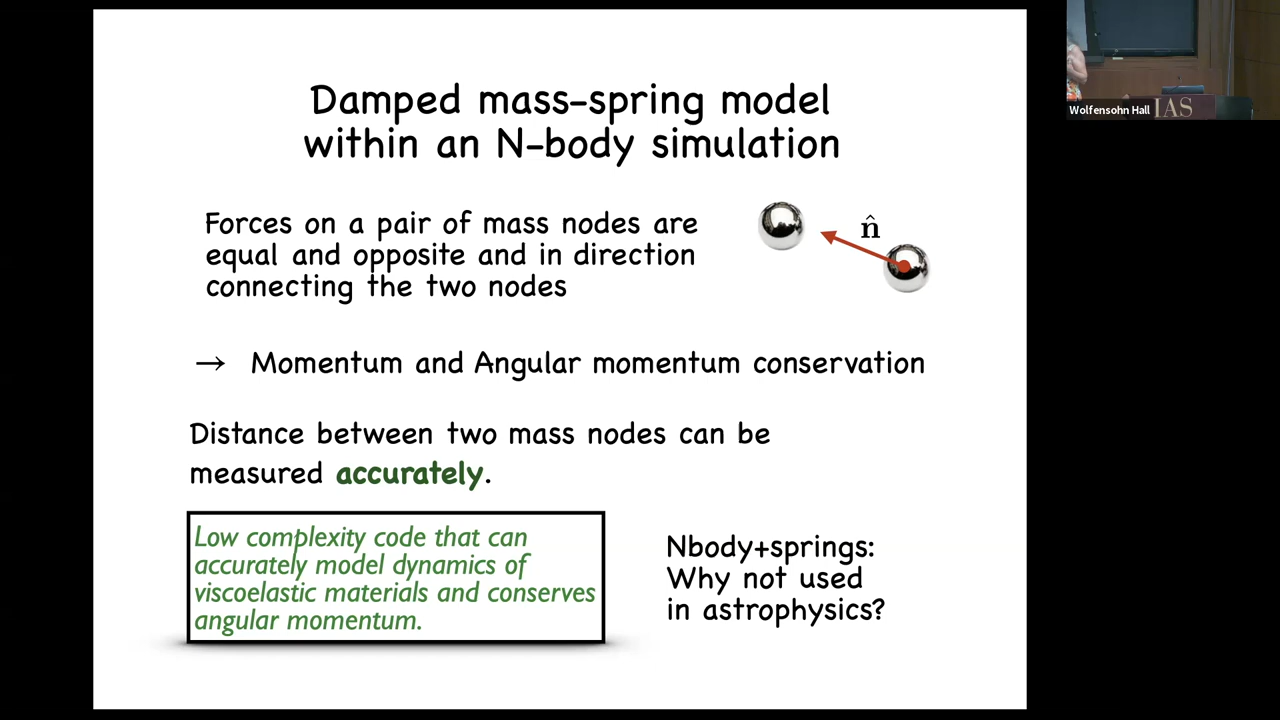 Damped mass-spring model
within an N-body simulation
Forces on a pair of mass nodes are
equal and opposite and in direction
connecting the two nodes
n̂
→ Momentum and Angular momentum conservation
Distance between two mass nodes can be
measured accurately.
Low complexity code that can
accurately model dynamics of
viscoelastic materials and conserves
angular momentum.
Nbody+springs:
Why not used
in astrophysics?
Wolfensohn Hall
IAS